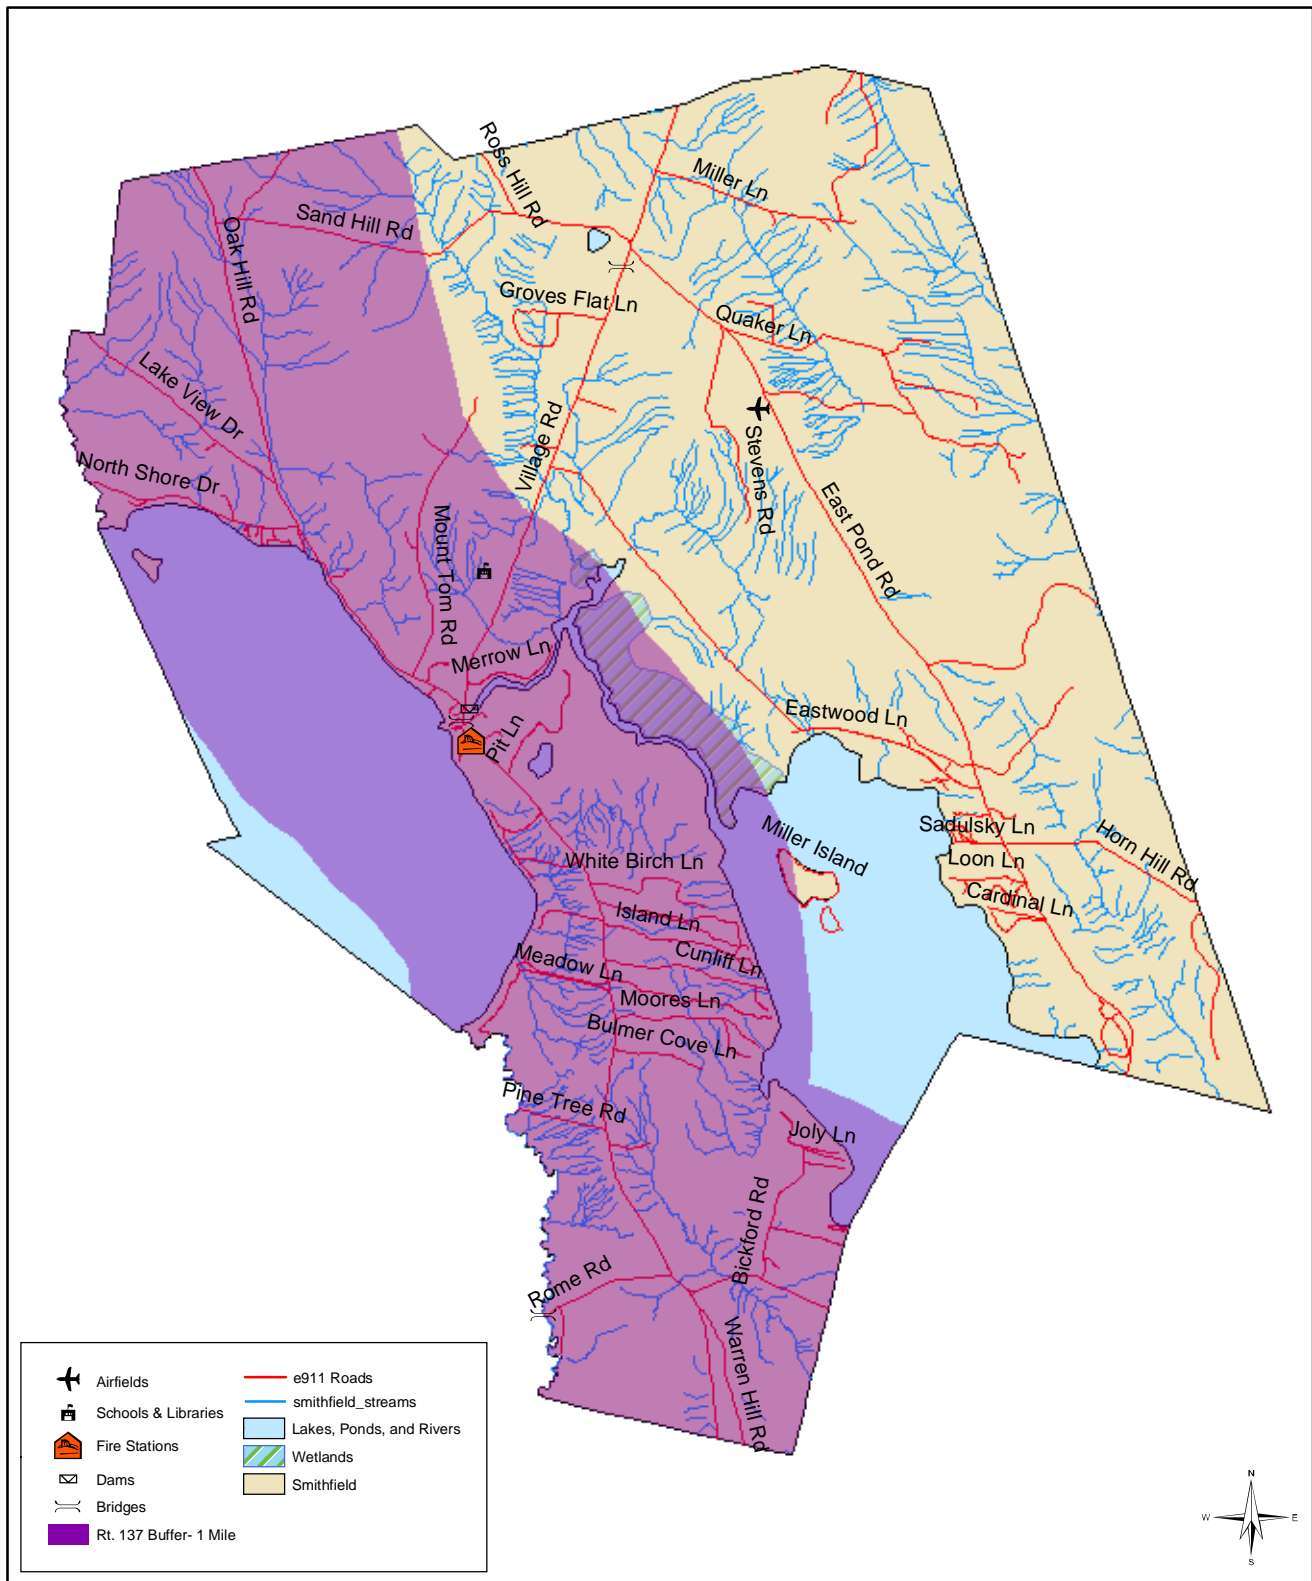 Ross Hill Rd
Miller Ln
Sand Hill Rd
Oak Hill Rd
Groves Flat Ln
Quaker Ln
Lake View Dr
Village Rd
Stevens Rd
North Shore Dr
East Pond Rd
Mount Tom Rd
Merrow Ln
Eastwood Ln
Pit Ln
Sadulsky Ln
Horn Hill Rd
Miller Island
White Birch Ln
Loon Ln
Cardinal Ln
Island Ln
Cunliff Ln
Meadow Ln
Moores Ln
Bulmer Cove Ln
Pine Tree Rd
Joly Ln
Bickford Rd
Rome Rd
Warren Hill Rd
Airfields
Schools & Libraries
Fire Stations
Dams
Bridges
Rt. 137 Buffer- 1 Mile
e911 Roads
smithfield_streams
Lakes, Ponds, and Rivers
Wetlands
Smithfield
N
W E
S